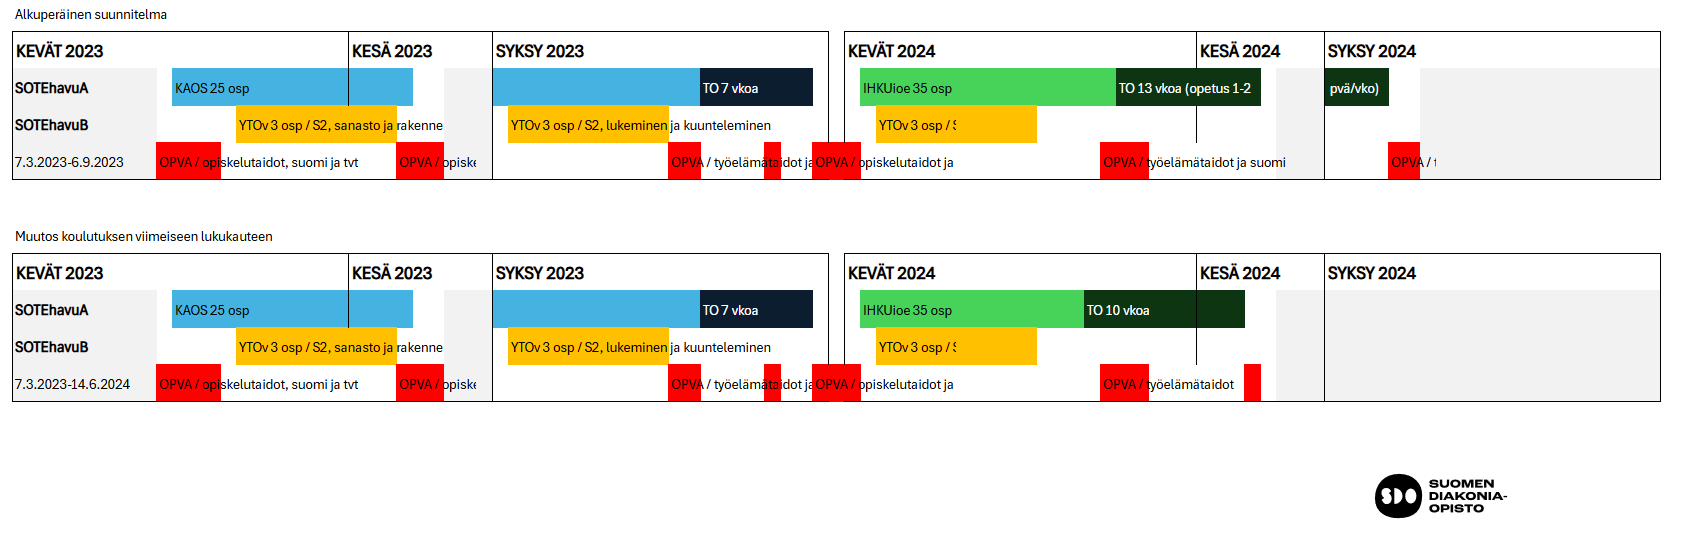 Alkuperäinen suunnitelma
KEVÄT 2023 KESÄ 2023 SYKSY 2023 KEVÄT 2024 KESÄ 2024 SYKSY 2024
SOTEhavuA KAOS 25 osp TO 7 vkoa IHKUioe 35 osp TO 13 vkoa (opetus 1-2 pvä/vko)
SOTEhavuB YTOv 3 osp / S2, sanasto ja rakenne YTOv 3 osp / S2, lukeminen ja kuunteleminen YTOv 3 osp /
7.3.2023-6.9.2023 OPVA / opiskelutaidot, suomi ja tvt OPVA / opiske OPVA / työelämätaidot ja OPVA / opiskelutaidot ja OPVA / työelämätaidot ja suomi OPVA /
Muutos koulutuksen viimeiseen lukukauteen
KEVÄT 2023 KESÄ 2023 SYKSY 2023 KEVÄT 2024 KESÄ 2024 SYKSY 2024
SOTEhavuA KAOS 25 osp TO 7 vkoa IHKUioe 35 osp TO 10 vkoa
SOTEhavuB YTOv 3 osp / S2, sanasto ja rakenne YTOv 3 osp / S2, lukeminen ja kuunteleminen YTOv 3 osp /
7.3.2023-14.6.2024 OPVA / opiskelutaidot, suomi ja tvt OPVA / opiske OPVA / työelämätaidot ja OPVA / opiskelutaidot ja OPVA / työelämätaidot
SDO
SUOMEN
DIAKONIA-
OPISTO